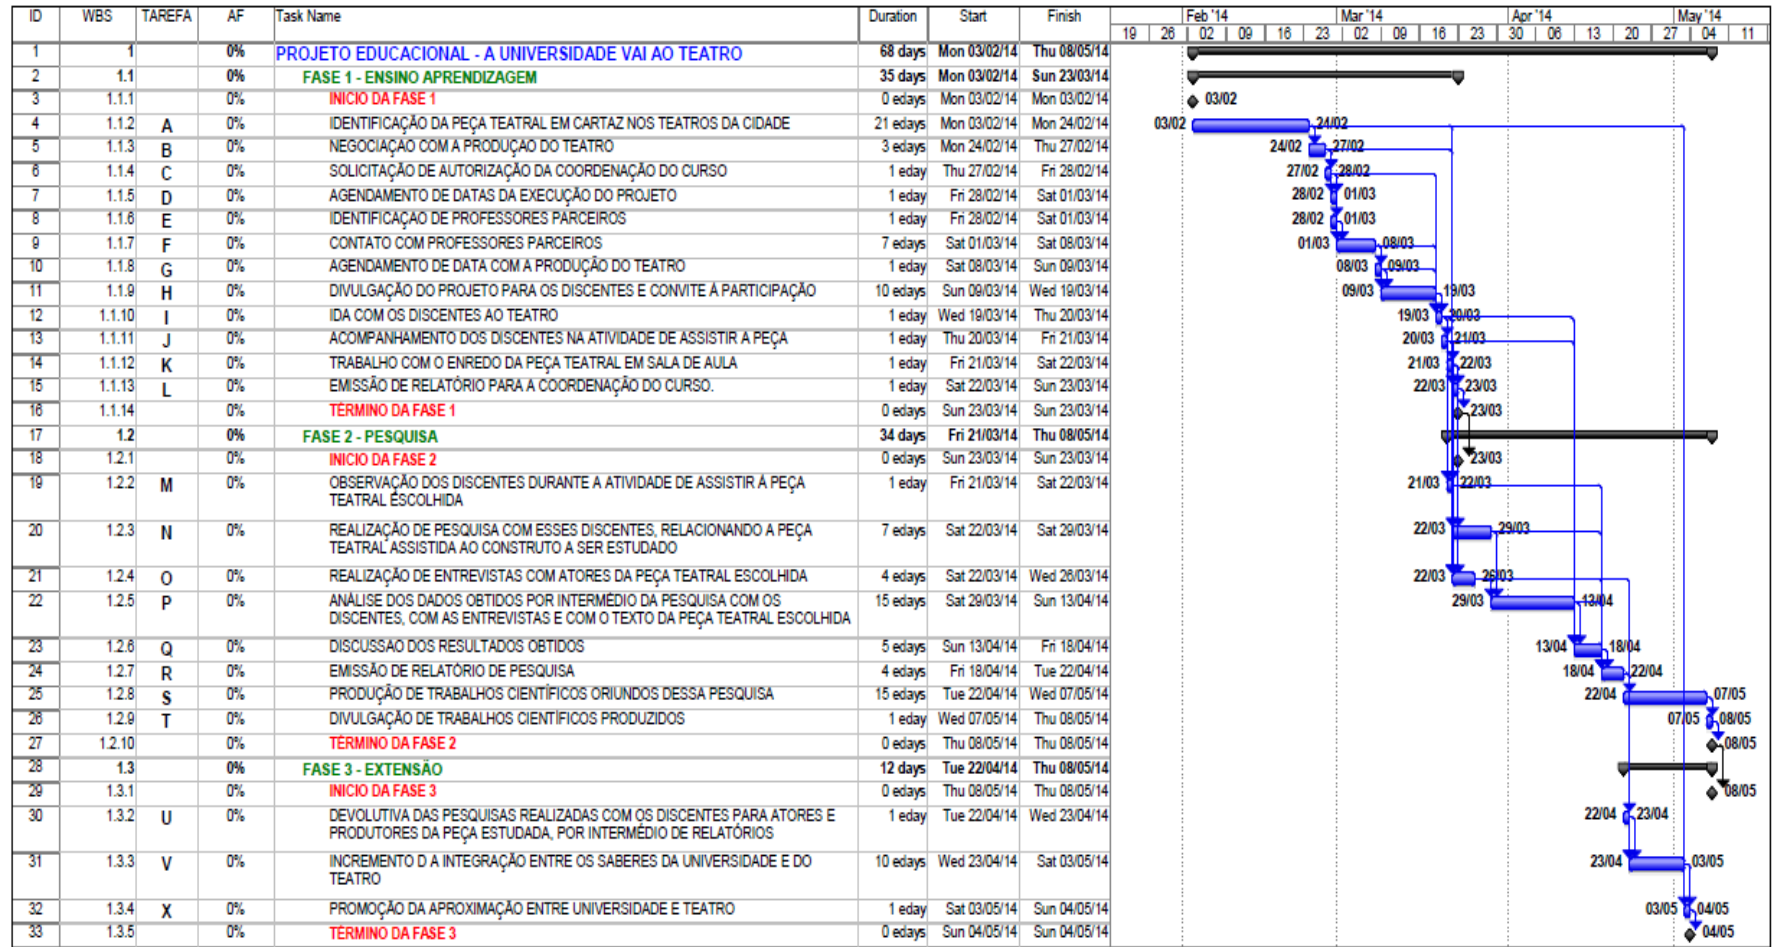 ID WBS TAREFA AF Task Name Duration Start Finish Feb '14 Mar '14 Apr '14 May '14
19 26 02 09 16 23 02 09 16 23 30 06 13 20 27 04 11
1 1 0% PROJETO EDUCACIONAL - A UNIVERSIDADE VAI AO TEATRO 68 days Mon 03/02/14 Thu 08/05/14
2 1.1 0% FASE 1 - ENSINO APRENDIZAGEM 35 days Mon 03/02/14 Sun 23/03/14
3 1.1.1 0% INICIO DA FASE 1 0 edays Mon 03/02/14 Mon 03/02/14 03/02
4 1.1.2 A 0% IDENTIFICAÇÃO DA PEÇA TEATRAL EM CARTAZ NOS TEATROS DA CIDADE 21 edays Mon 03/02/14 Mon 24/02/14 03/02 24/02
5 1.1.3 B 0% NEGOCIAÇÃO COM A PRODUÇÃO DO TEATRO 3 edays Mon 24/02/14 Thu 27/02/14 24/02 27/02
6 1.1.4 C 0% SOLICITAÇÃO DE AUTORIZAÇÃO DA COORDENAÇÃO DO CURSO 1 eday Thu 27/02/14 Fri 28/02/14 27/02 28/02
7 1.1.5 D 0% AGENDAMENTO DE DATAS DA EXECUÇÃO DO PROJETO 1 eday Fri 28/02/14 Sat 01/03/14 28/02 01/03
8 1.1.6 E 0% IDENTIFICAÇAO DE PROFESSORES PARCEIROS 1 eday Fri 28/02/14 Sat 01/03/14 28/02 01/03
9 1.1.7 F 0% CONTATO COM PROFESSORES PARCEIROS 7 edays Sat 01/03/14 Sat 08/03/14 01/03 08/03
10 1.1.8 G 0% AGENDAMENTO DE DATA COM A PRODUÇÃO DO TEATRO 1 eday Sat 08/03/14 Sun 09/03/14 08/03 09/03
11 1.1.9 H 0% DIVULGAÇÃO DO PROJETO PARA OS DISCENTES E CONVITE À PARTICIPAÇÃO 10 edays Sun 09/03/14 Wed 19/03/14 09/03 19/03
12 1.1.10 I 0% IDA COM OS DISCENTES AO TEATRO 1 eday Wed 19/03/14 Thu 20/03/14 19/03 20/03
13 1.1.11 J 0% ACOMPANHAMENTO DOS DISCENTES NA ATIVIDADE DE ASSISTIR A PEÇA 1 eday Thu 20/03/14 Fri 21/03/14 20/03 21/03
14 1.1.12 K 0% TRABALHO COM O ENREDO DA PEÇA TEATRAL EM SALA DE AULA 1 eday Fri 21/03/14 Sat 22/03/14 21/03 22/03
15 1.1.13 L 0% EMISSÃO DE RELATÓRIO PARA A COORDENAÇÃO DO CURSO. 1 eday Sat 22/03/14 Sun 23/03/14 22/03 23/03
16 1.1.14 0% TÉRMINO DA FASE 1 0 edays Sun 23/03/14 Sun 23/03/14 23/03
17 1.2 0% FASE 2 - PESQUISA 34 days Fri 21/03/14 Thu 08/05/14
18 1.2.1 0% INICIO DA FASE 2 0 edays Sun 23/03/14 Sun 23/03/14 23/03
19 1.2.2 M 0% OBSERVAÇÃO DOS DISCENTES DURANTE A ATIVIDADE DE ASSISTIR À PEÇA 1 eday Fri 21/03/14 Sat 22/03/14 21/03 22/03
TEATRAL ESCOLHIDA
20 1.2.3 N 0% REALIZAÇÃO DE PESQUISA COM ESSES DISCENTES, RELACIONANDO A PEÇA 7 edays Sat 22/03/14 Sat 29/03/14 22/03 29/03
TEATRAL ASSISTIDA AO CONSTRUTO A SER ESTUDADO
21 1.2.4 O 0% REALIZAÇÃO DE ENTREVISTAS COM ATORES DA PEÇA TEATRAL ESCOLHIDA 4 edays Sat 22/03/14 Wed 26/03/14 22/03 26/03
22 1.2.5 P 0% ANÁLISE DOS DADOS OBTIDOS POR INTERMÉDIO DA PESQUISA COM OS 15 edays Sat 29/03/14 Sun 13/04/14 29/03 13/04
DISCENTES, COM AS ENTREVISTAS E COM O TEXTO DA PEÇA TEATRAL ESCOLHIDA
23 1.2.6 Q 0% DISCUSSAO DOS RESULTADOS OBTIDOS 5 edays Sun 13/04/14 Fri 18/04/14 13/04 18/04
24 1.2.7 R 0% EMISSÃO DE RELATÓRIO DE PESQUISA 4 edays Fri 18/04/14 Tue 22/04/14 18/04 22/04
25 1.2.8 S 0% PRODUÇÃO DE TRABALHOS CIENTÍFICOS ORIUNDOS DESSA PESQUISA 15 edays Tue 22/04/14 Wed 07/05/14 22/04 07/05
26 1.2.9 T 0% DIVULGAÇÃO DE TRABALHOS CIENTÍFICOS PRODUZIDOS 1 eday Wed 07/05/14 Thu 08/05/14 07/05 08/05
27 1.2.10 0% TÉRMINO DA FASE 2 0 edays Thu 08/05/14 Thu 08/05/14 08/05
28 1.3 0% FASE 3 - EXTENSÃO 12 days Tue 22/04/14 Thu 08/05/14
29 1.3.1 0% INICIO DA FASE 3 0 edays Thu 08/05/14 Thu 08/05/14 08/05
30 1.3.2 U 0% DEVOLUTIVA DAS PESQUISAS REALIZADAS COM OS DISCENTES PARA ATORES E 1 eday Tue 22/04/14 Wed 23/04/14 22/04 23/04
PRODUTORES DA PEÇA ESTUDADA, POR INTERMÉDIO DE RELATÓRIOS
31 1.3.3 V 0% INCREMENTO D A INTEGRAÇÃO ENTRE OS SABERES DA UNIVERSIDADE E DO 10 edays Wed 23/04/14 Sat 03/05/14 23/04 03/05
TEATRO
32 1.3.4 X 0% PROMOÇÃO DA APROXIMAÇÃO ENTRE UNIVERSIDADE E TEATRO 1 eday Sat 03/05/14 Sun 04/05/14 03/05 04/05
33 1.3.5 0% TÉRMINO DA FASE 3 0 edays Sun 04/05/14 Sun 04/05/14 04/05